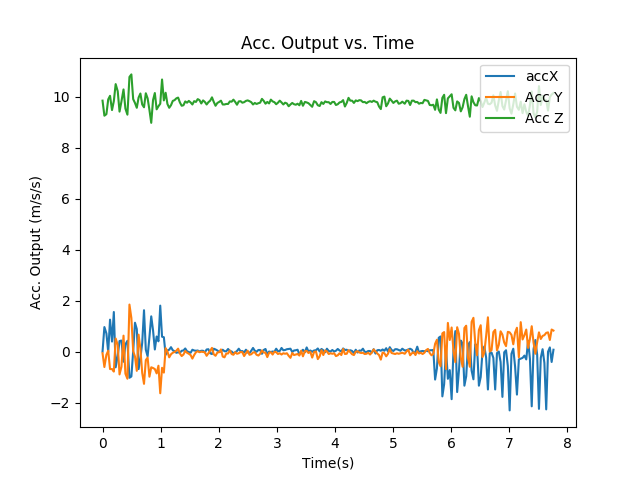 Acc. Output vs. Time
accX
Acc Y
Acc Z
Acc. Output (m/s/s)
10
8
6
4
2
0
−2
0 1 2 3 4 5 6 7 8
Time(s)